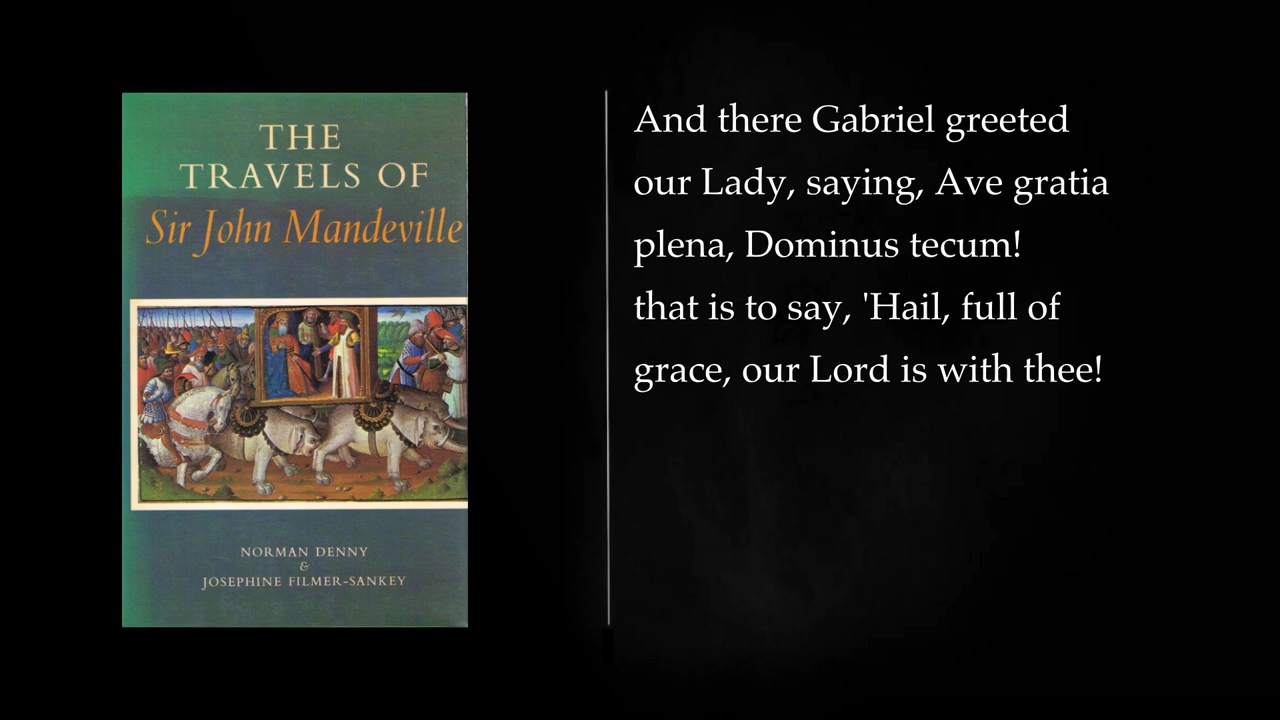 THE
TRAVELS OF
Sir John Mandeville
NORMAN DENNY
&
JOSEPHINE FILMER-SANKEY
And there Gabriel greeted
our Lady, saying, Ave gratia
plena, Dominus tecum!
that is to say, 'Hail, full of
grace, our Lord is with thee!